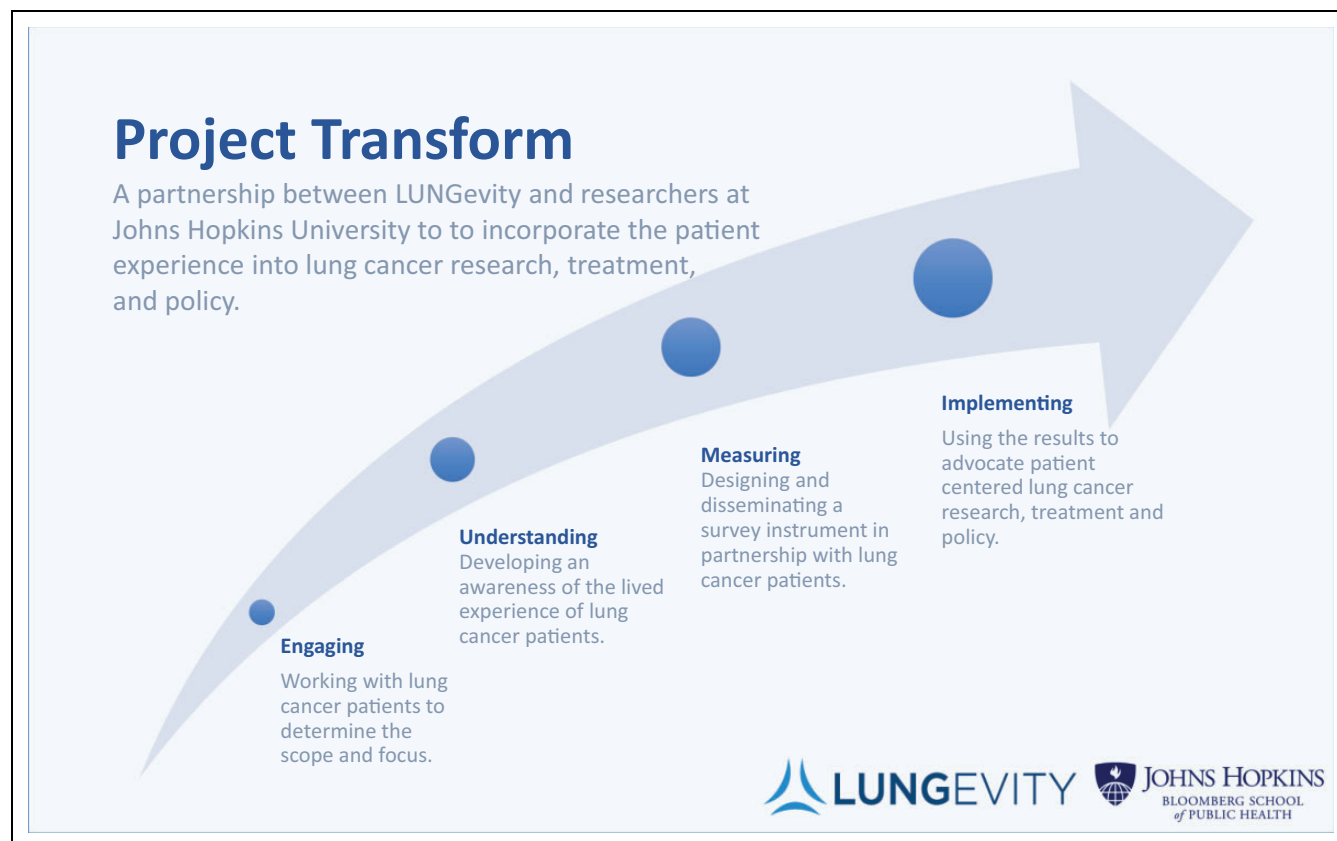 Project Transform
A partnership between LUNGevity and researchers at
Johns Hopkins University to to incorporate the patient
experience into lung cancer research, treatment,
and policy.
Engaging
Working with lung
cancer patients to
determine the
scope and focus.
Understanding
Developing an
awareness of the lived
experience of lung
cancer patients.
Measuring
Designing and
disseminating a
survey instrument in
partnership with lung
cancer patients.
Implementing
Using the results to
advocate patient
centered lung cancer
research, treatment and
policy.
LUNGEVITY
JOHNS HOPKINS
BLOOMBERG SCHOOL
of PUBLIC HEALTH